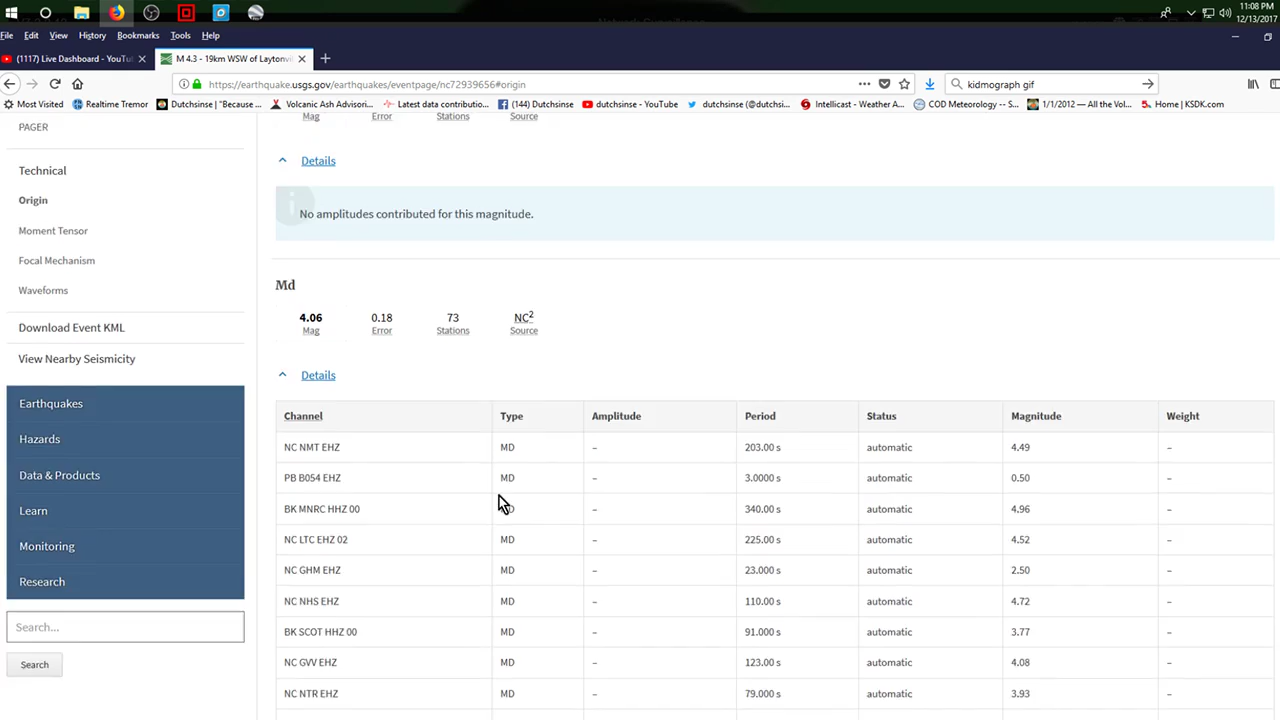 11:08 PM
12/13/2017
File Edit View History Bookmarks Tools Help
(1117) Live Dashboard - YouTu M 4.3 - 19km WSW of Laytonvi
https://earthquake.usgs.gov/earthquakes/eventpage/nc72939656#origin kidmograph gif
Most Visited Realtime Tremor Dutchsinse | "Because ... Volcanic Ash Advisori... Latest data contributio... (144) Dutchsinse dutchsinse - YouTube dutchsinse (@dutchsi... Intellicast - Weather A... COD Meteorology -- S... 1/1/2012 — All the Vol... Home | KSDK.com
PAGER
Technical
Origin
Moment Tensor
Focal Mechanism
Waveforms
Download Event KML
View Nearby Seismicity
Earthquakes
Hazards
Data & Products
Learn
Monitoring
Research
Search...
Search
Mag Error Stations Source
Details
No amplitudes contributed for this magnitude.
Md
4.06 0.18 73 NC2
Mag Error Stations Source
Details
Channel Type Amplitude Period Status Magnitude Weight
NC NMT EHZ MD – 203.00 s automatic 4.49 –
PB B054 EHZ MD – 3.0000 s automatic 0.50 –
BK MNRC HHZ 00 MD – 340.00 s automatic 4.96 –
NC LTC EHZ 02 MD – 225.00 s automatic 4.52 –
NC GHM EHZ MD – 23.000 s automatic 2.50 –
NC NHS EHZ MD – 110.00 s automatic 4.72 –
BK SCOT HHZ 00 MD – 91.000 s automatic 3.77 –
NC GVV EHZ MD – 123.00 s automatic 4.08 –
NC NTR EHZ MD – 79.000 s automatic 3.93 –